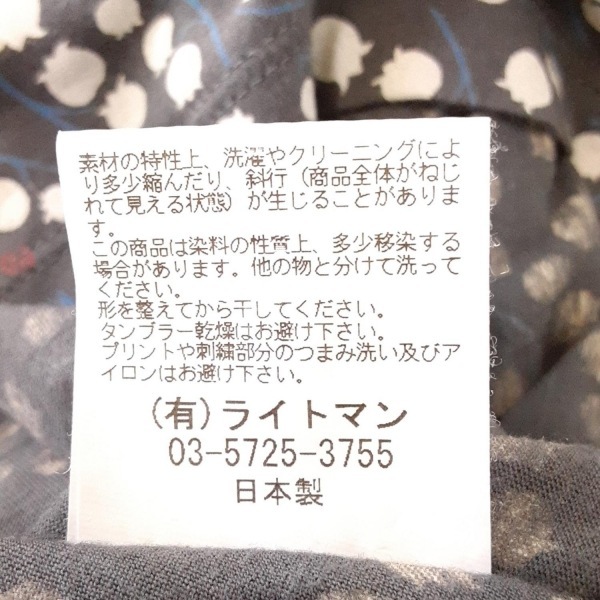 素材の特性上、洗濯やクリーニングによ
り多少縮んだり、斜行（商品全体がねじ
れて見える状態）が生じることがありま
す。
この商品は染料の性質上、多少移染する
場合があります。他の物と分けて洗って
ください。
形を整えてから干してください。
タンブラー乾燥はお避け下さい。
プリントや刺繍部分のつまみ洗い及びア
イロンはお避け下さい。
(有)ライトマン
03-5725-3755
日本製